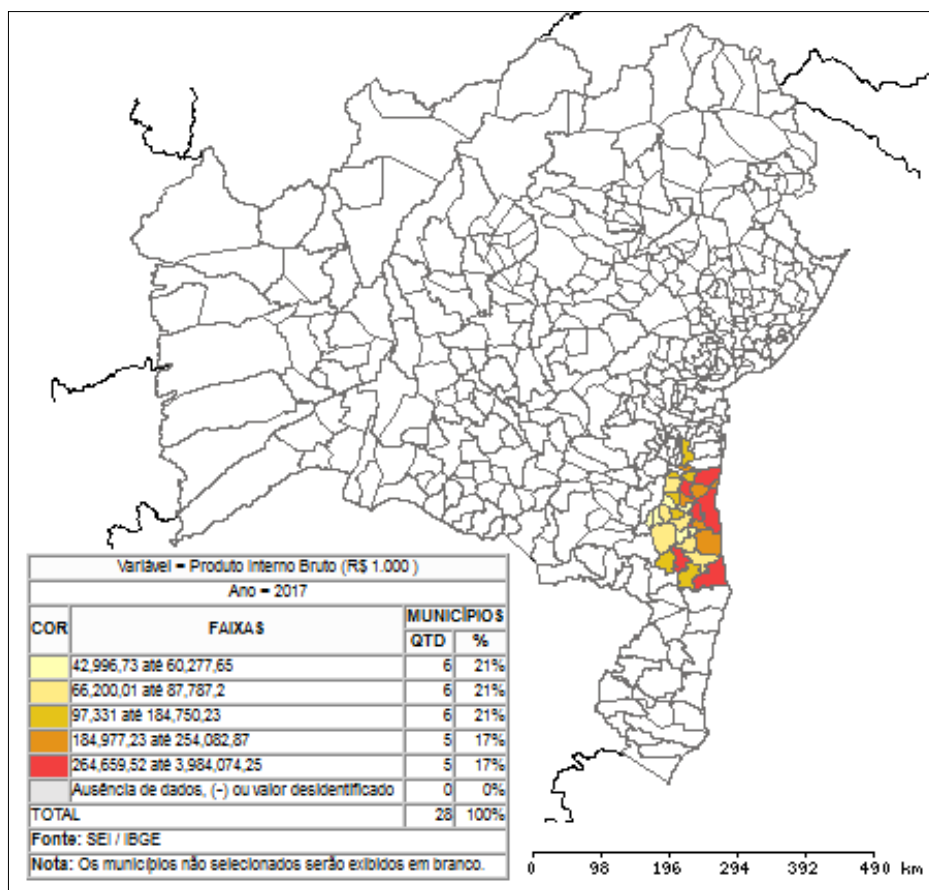 Variável = Produto Interno Bruto (R$ 1.000 )
Ano = 2017
COR FAIXAS MUNICÍPIOS
QTD %
42,996,73 até 60,277,65 6 21%
66,200,01 até 87,787,2 6 21%
97,331 até 184,750,23 6 21%
184,977,23 até 254,082,87 5 17%
264,659,52 até 3,984,074,25 5 17%
Ausência de dados, (-) ou valor desidentificado 0 0%
TOTAL 28 100%
Fonte: SEI / IBGE
Nota: Os municípios não selecionados serão exibidos em branco.
0 98 196 294 392 490 km